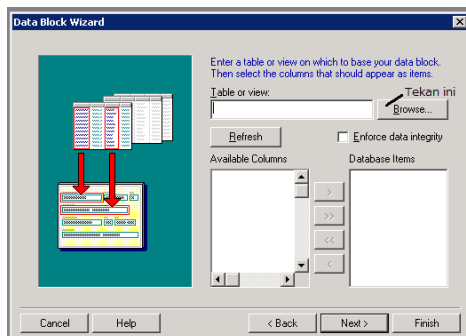 Data Block Wizard
Enter a table or view on which to base your data block.
Then select the columns that should appear as items.
Tekan ini
Table or view:
Browse...
Refresh
Enforce data integrity
Available Columns
Database Items
>
>>
<<
<
Cancel
Help
< Back
Next >
Finish